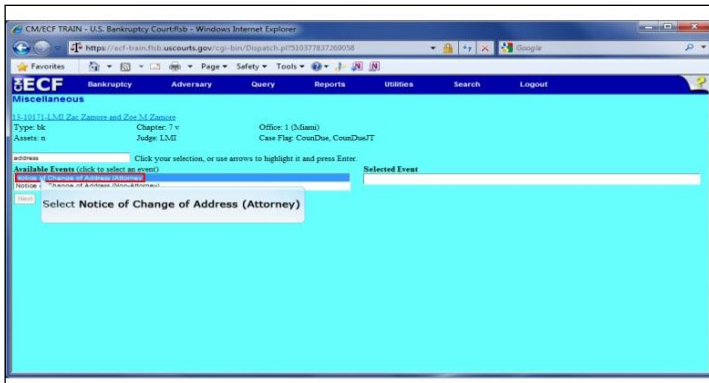 CM/ECF TRAIN - U.S. Bankruptcy Court:flsb - Windows Internet Explorer
https://ecf-train.flsb.uscourts.gov/cgi-bin/Dispatch.pl?510377837269058
Google
Favorites Page Safety Tools
ECF Bankruptcy Adversary Query Reports Utilities Search Logout ?
Miscellaneous
13-10171-LMI Zac Zamore and Zoe M Zamore
Type: bk Chapter: 7 v Office: 1 (Miami)
Assets: n Judge: LMI Case Flag: CounDue, CounDueJT
address Click your selection, or use arrows to highlight it and press Enter.
Available Events (click to select an event) Selected Event
Notice of Change of Address (Attorney)
Notice of Change of Address (Non-Attorney)
Next
Select Notice of Change of Address (Attorney)